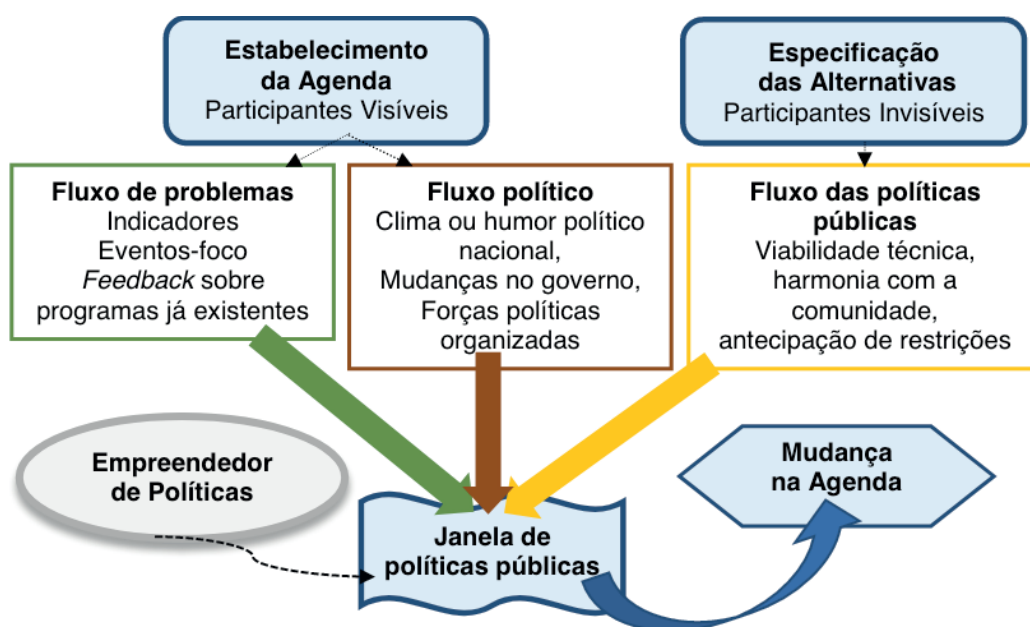 Estabelecimento
da Agenda
Participantes Visíveis
Especificação
das Alternativas
Participantes Invisíveis
Fluxo de problemas
Indicadores
Eventos-foco
Feedback sobre
programas já existentes
Fluxo político
Clima ou humor político
nacional,
Mudanças no governo,
Forças políticas
organizadas
Fluxo das políticas
públicas
Viabilidade técnica,
harmonia com a
comunidade,
antecipação de restrições
Empreendedor
de Políticas
Janela de
políticas públicas
Mudança
na Agenda